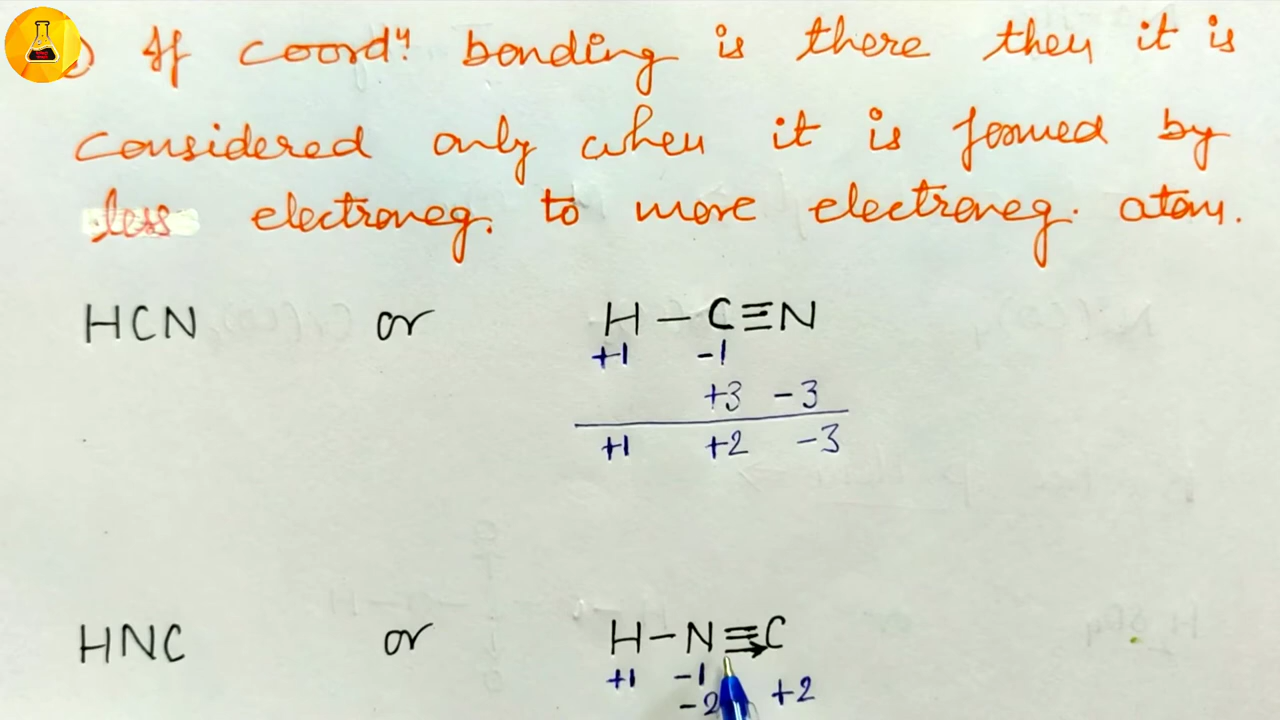 ) If coordⁿ. bonding is there then it is
considered only when it is formed by
less electroneg. to more electroneg. atom.
HCN or H - C≡N
+1 -1
+3 -3
+1 +2 -3
HNC or H-N≡C
+1 -1
-2 +2